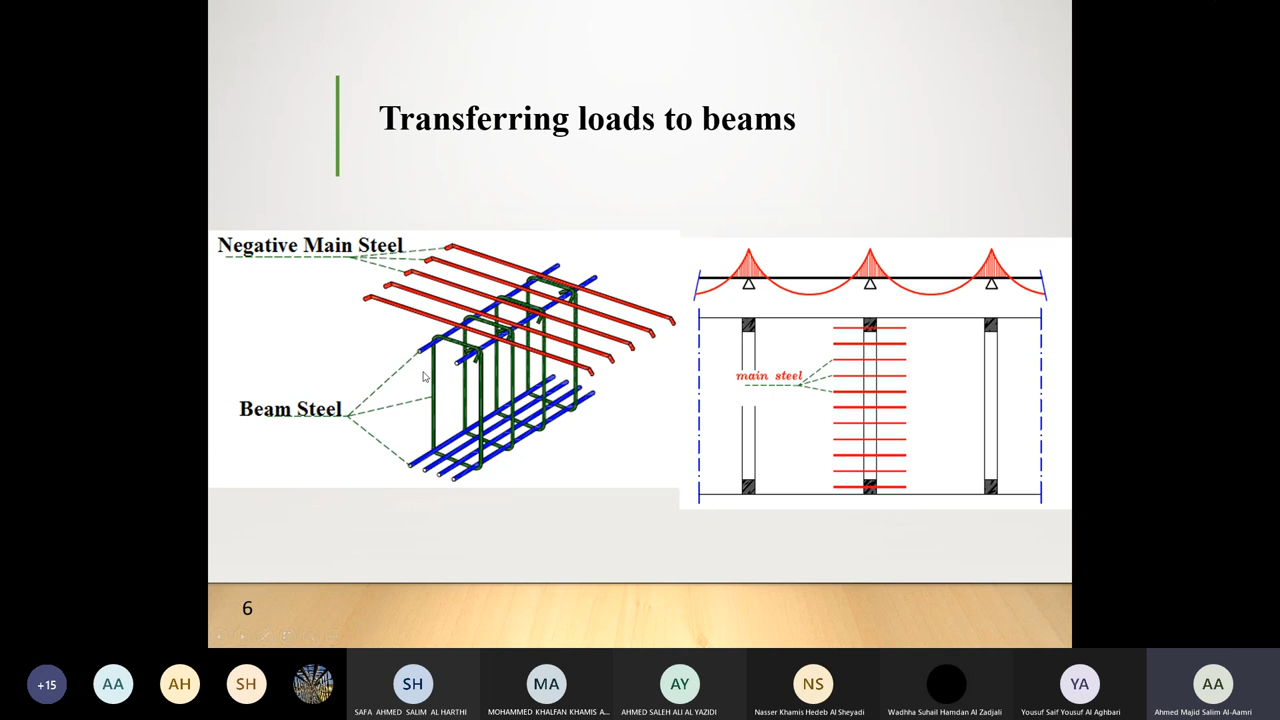 Transferring loads to beams
Negative Main Steel
Beam Steel
main steel
6
+15
AA
AH
SH
SH
SAFA AHMED SALIM AL HARTHI
MA
MOHAMMED KHALFAN KHAMIS A...
AY
AHMED SALEH ALI AL YAZIDI
NS
Nasser Khamis Hedeb Al Sheyadi
Wadhha Suhail Hamdan Al Zadjali
YA
Yousuf Saif Yousuf Al Aghbari
AA
Ahmed Majid Salim Al-Aamri